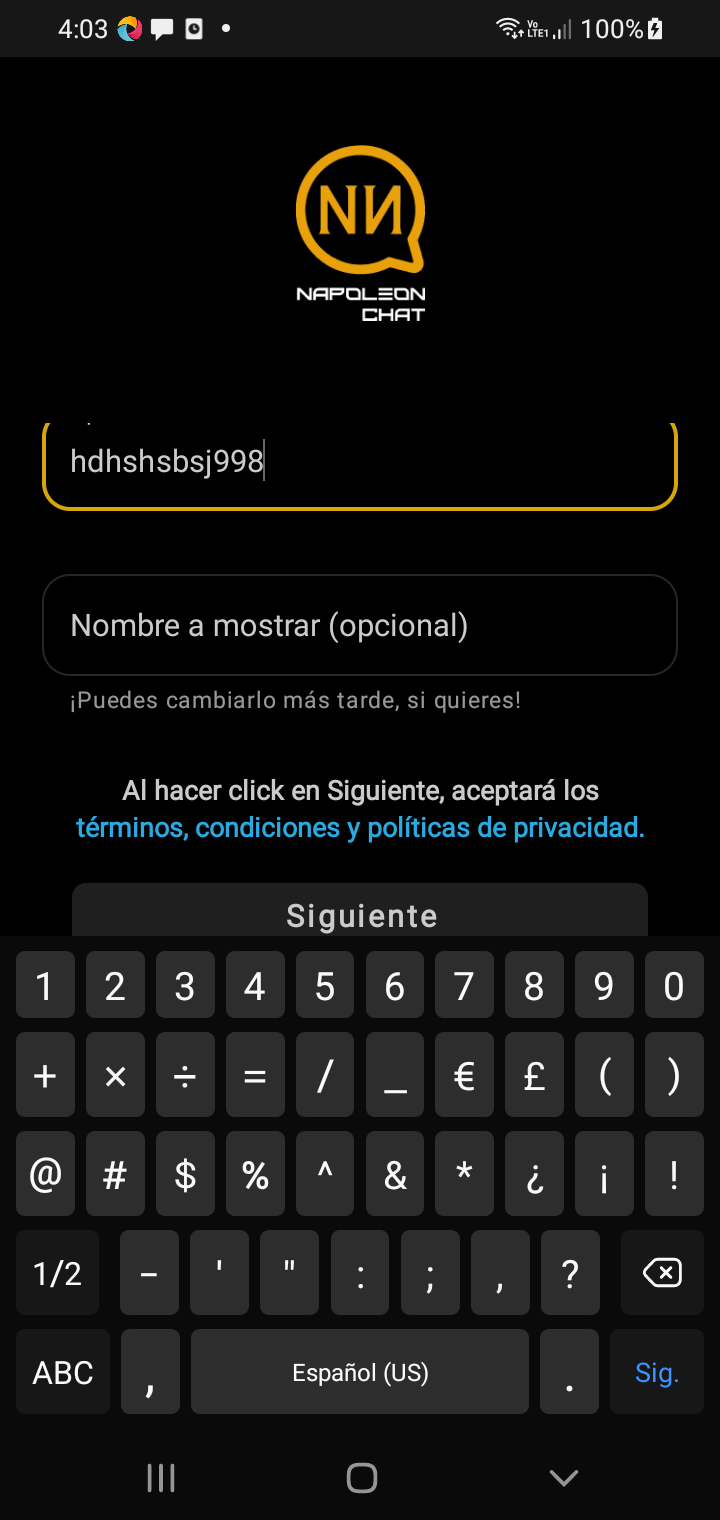 4:03
Vo
LTE1
100%
NN
NAPOLEON
CHAT
hdhshsbsj998
Nombre a mostrar (opcional)
¡Puedes cambiarlo más tarde, si quieres!
Al hacer click en Siguiente, aceptará los
términos, condiciones y políticas de privacidad.
Siguiente
1 2 3 4 5 6 7 8 9 0
+ × ÷ = / _ € £ ( )
@ # $ % ^ & * ¿ ¡ !
1/2 - ' " : ; , ?
ABC , Español (US) . Sig.